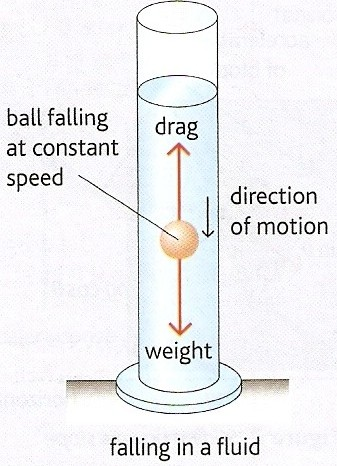 ball falling
at constant
speed
drag
direction
of motion
weight
falling in a fluid